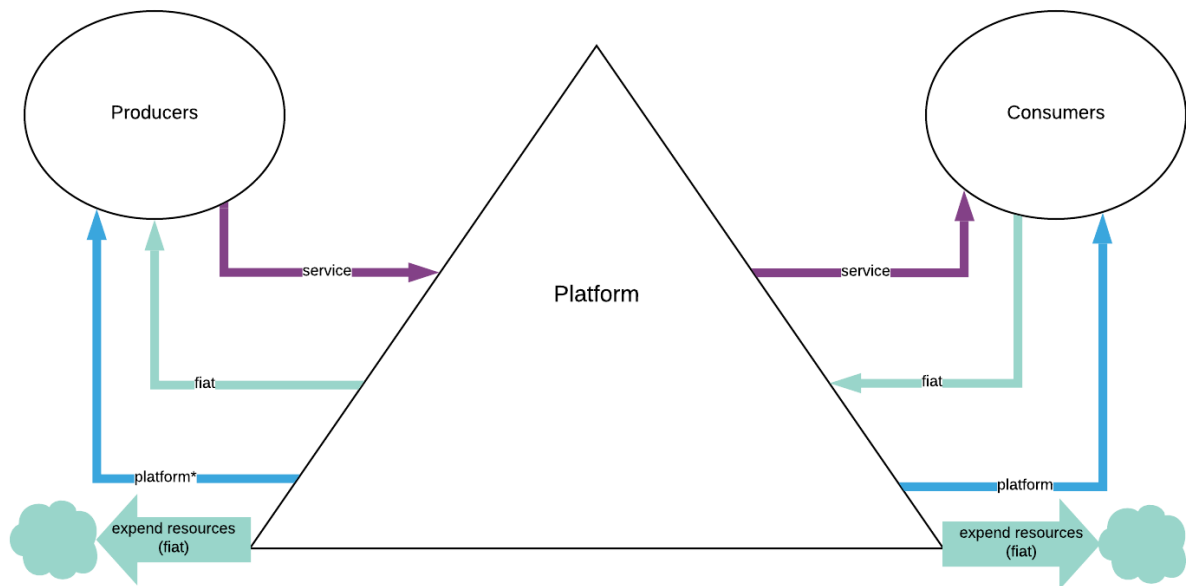 Producers
Consumers
service
service
Platform
fiat
fiat
platform*
platform
expend resources
(fiat)
expend resources
(fiat)